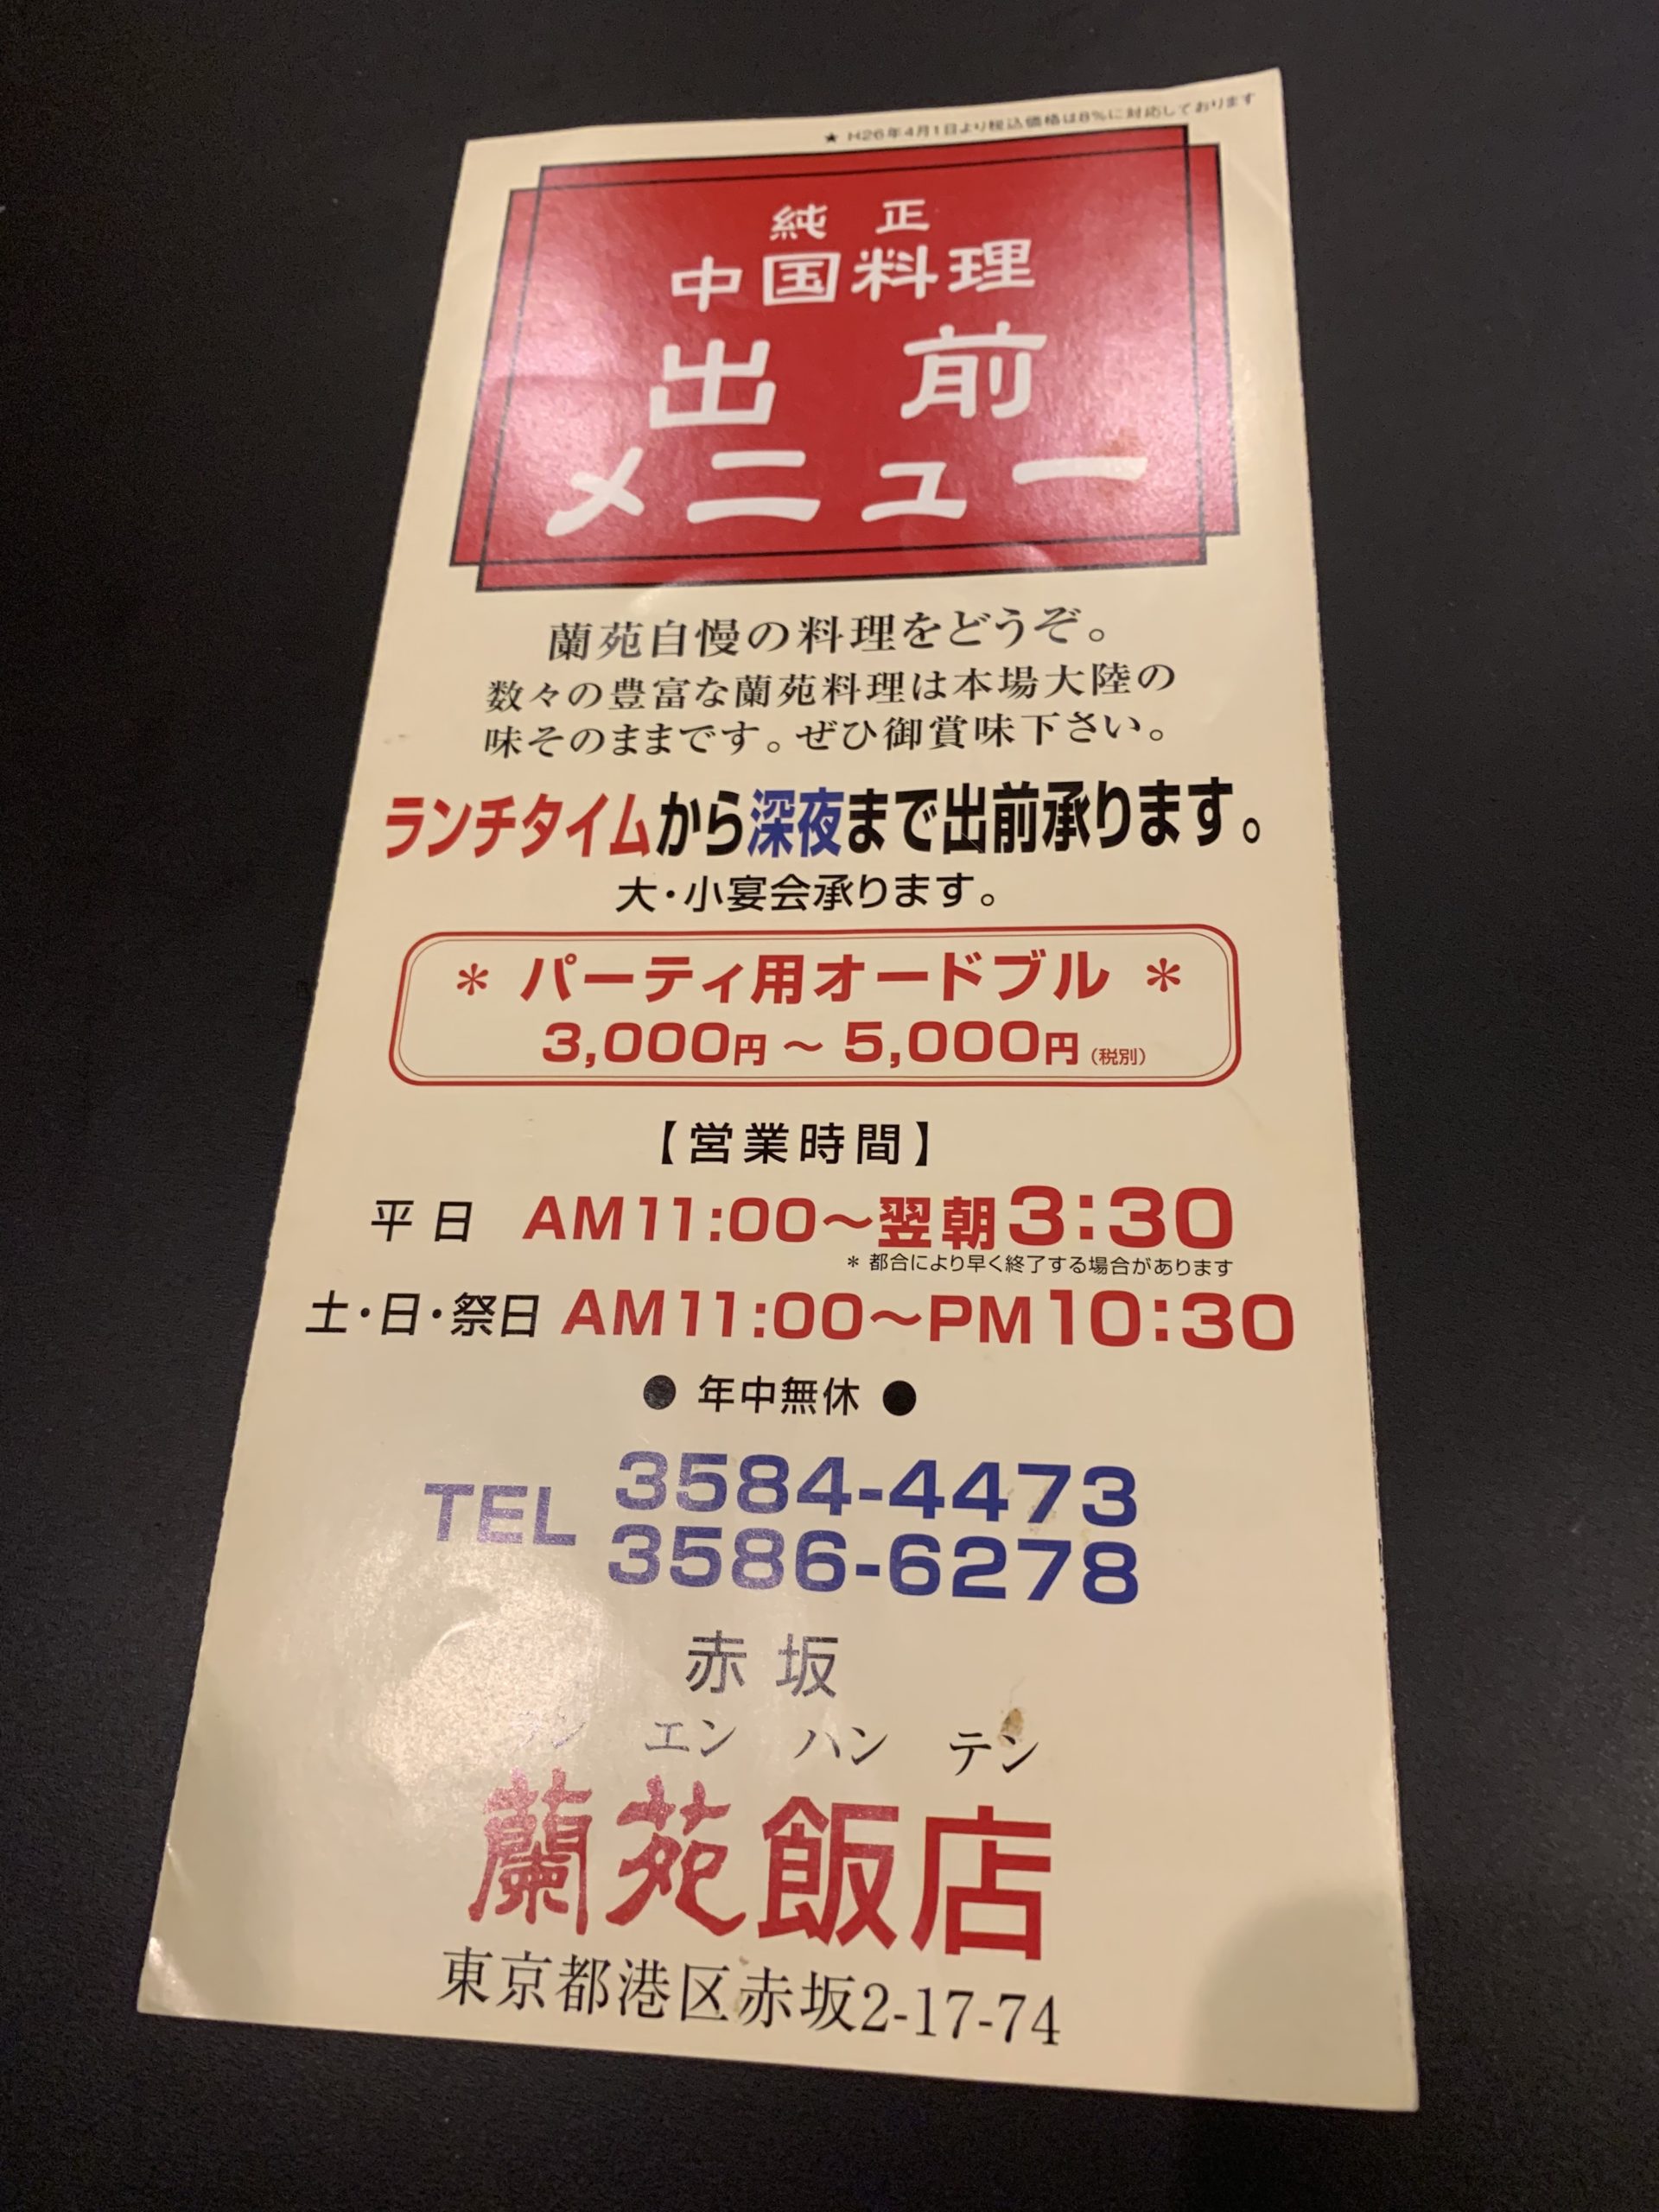 ★ H26年4月1日より税込価格は8%に対応しております
純正
中国料理
出前
メニュー
蘭苑自慢の料理をどうぞ。
数々の豊富な蘭苑料理は本場大陸の
味そのままです。ぜひ御賞味下さい。
ランチタイムから深夜まで出前承ります。
大・小宴会承ります。
＊ パーティ用オードブル ＊
3,000円 ～ 5,000円 (税別)
【営業時間】
平日 AM11:00～翌朝3:30
＊ 都合により早く終了する場合があります
土・日・祭日 AM11:00～PM10:30
● 年中無休 ●
TEL 3584-4473
3586-6278
赤坂
ラン エン ハン テン
蘭苑飯店
東京都港区赤坂2-17-74